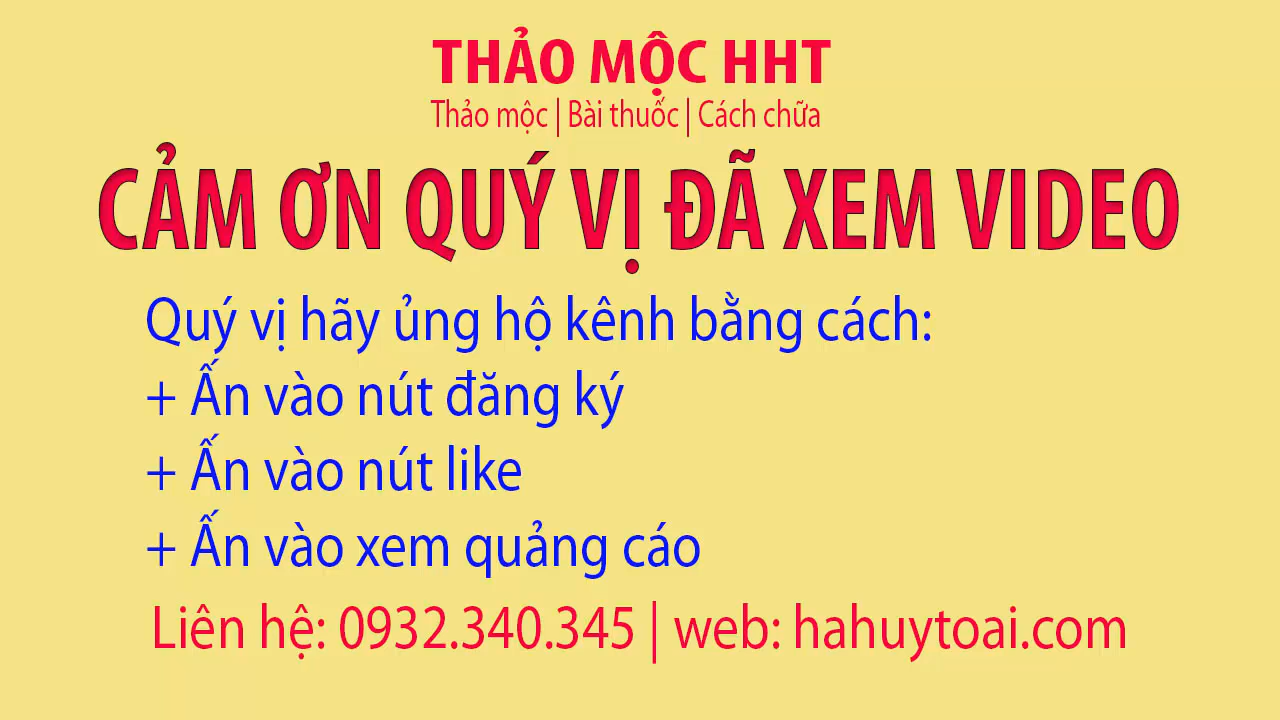 THẢO MỘC HHT
Thảo mộc | Bài thuốc | Cách chữa
CẢM ƠN QUÝ VỊ ĐÃ XEM VIDEO
Quý vị hãy ủng hộ kênh bằng cách:
+ Ấn vào nút đăng ký
+ Ấn vào nút like
+ Ấn vào xem quảng cáo
Liên hệ: 0932.340.345 | web: hahuytoai.com